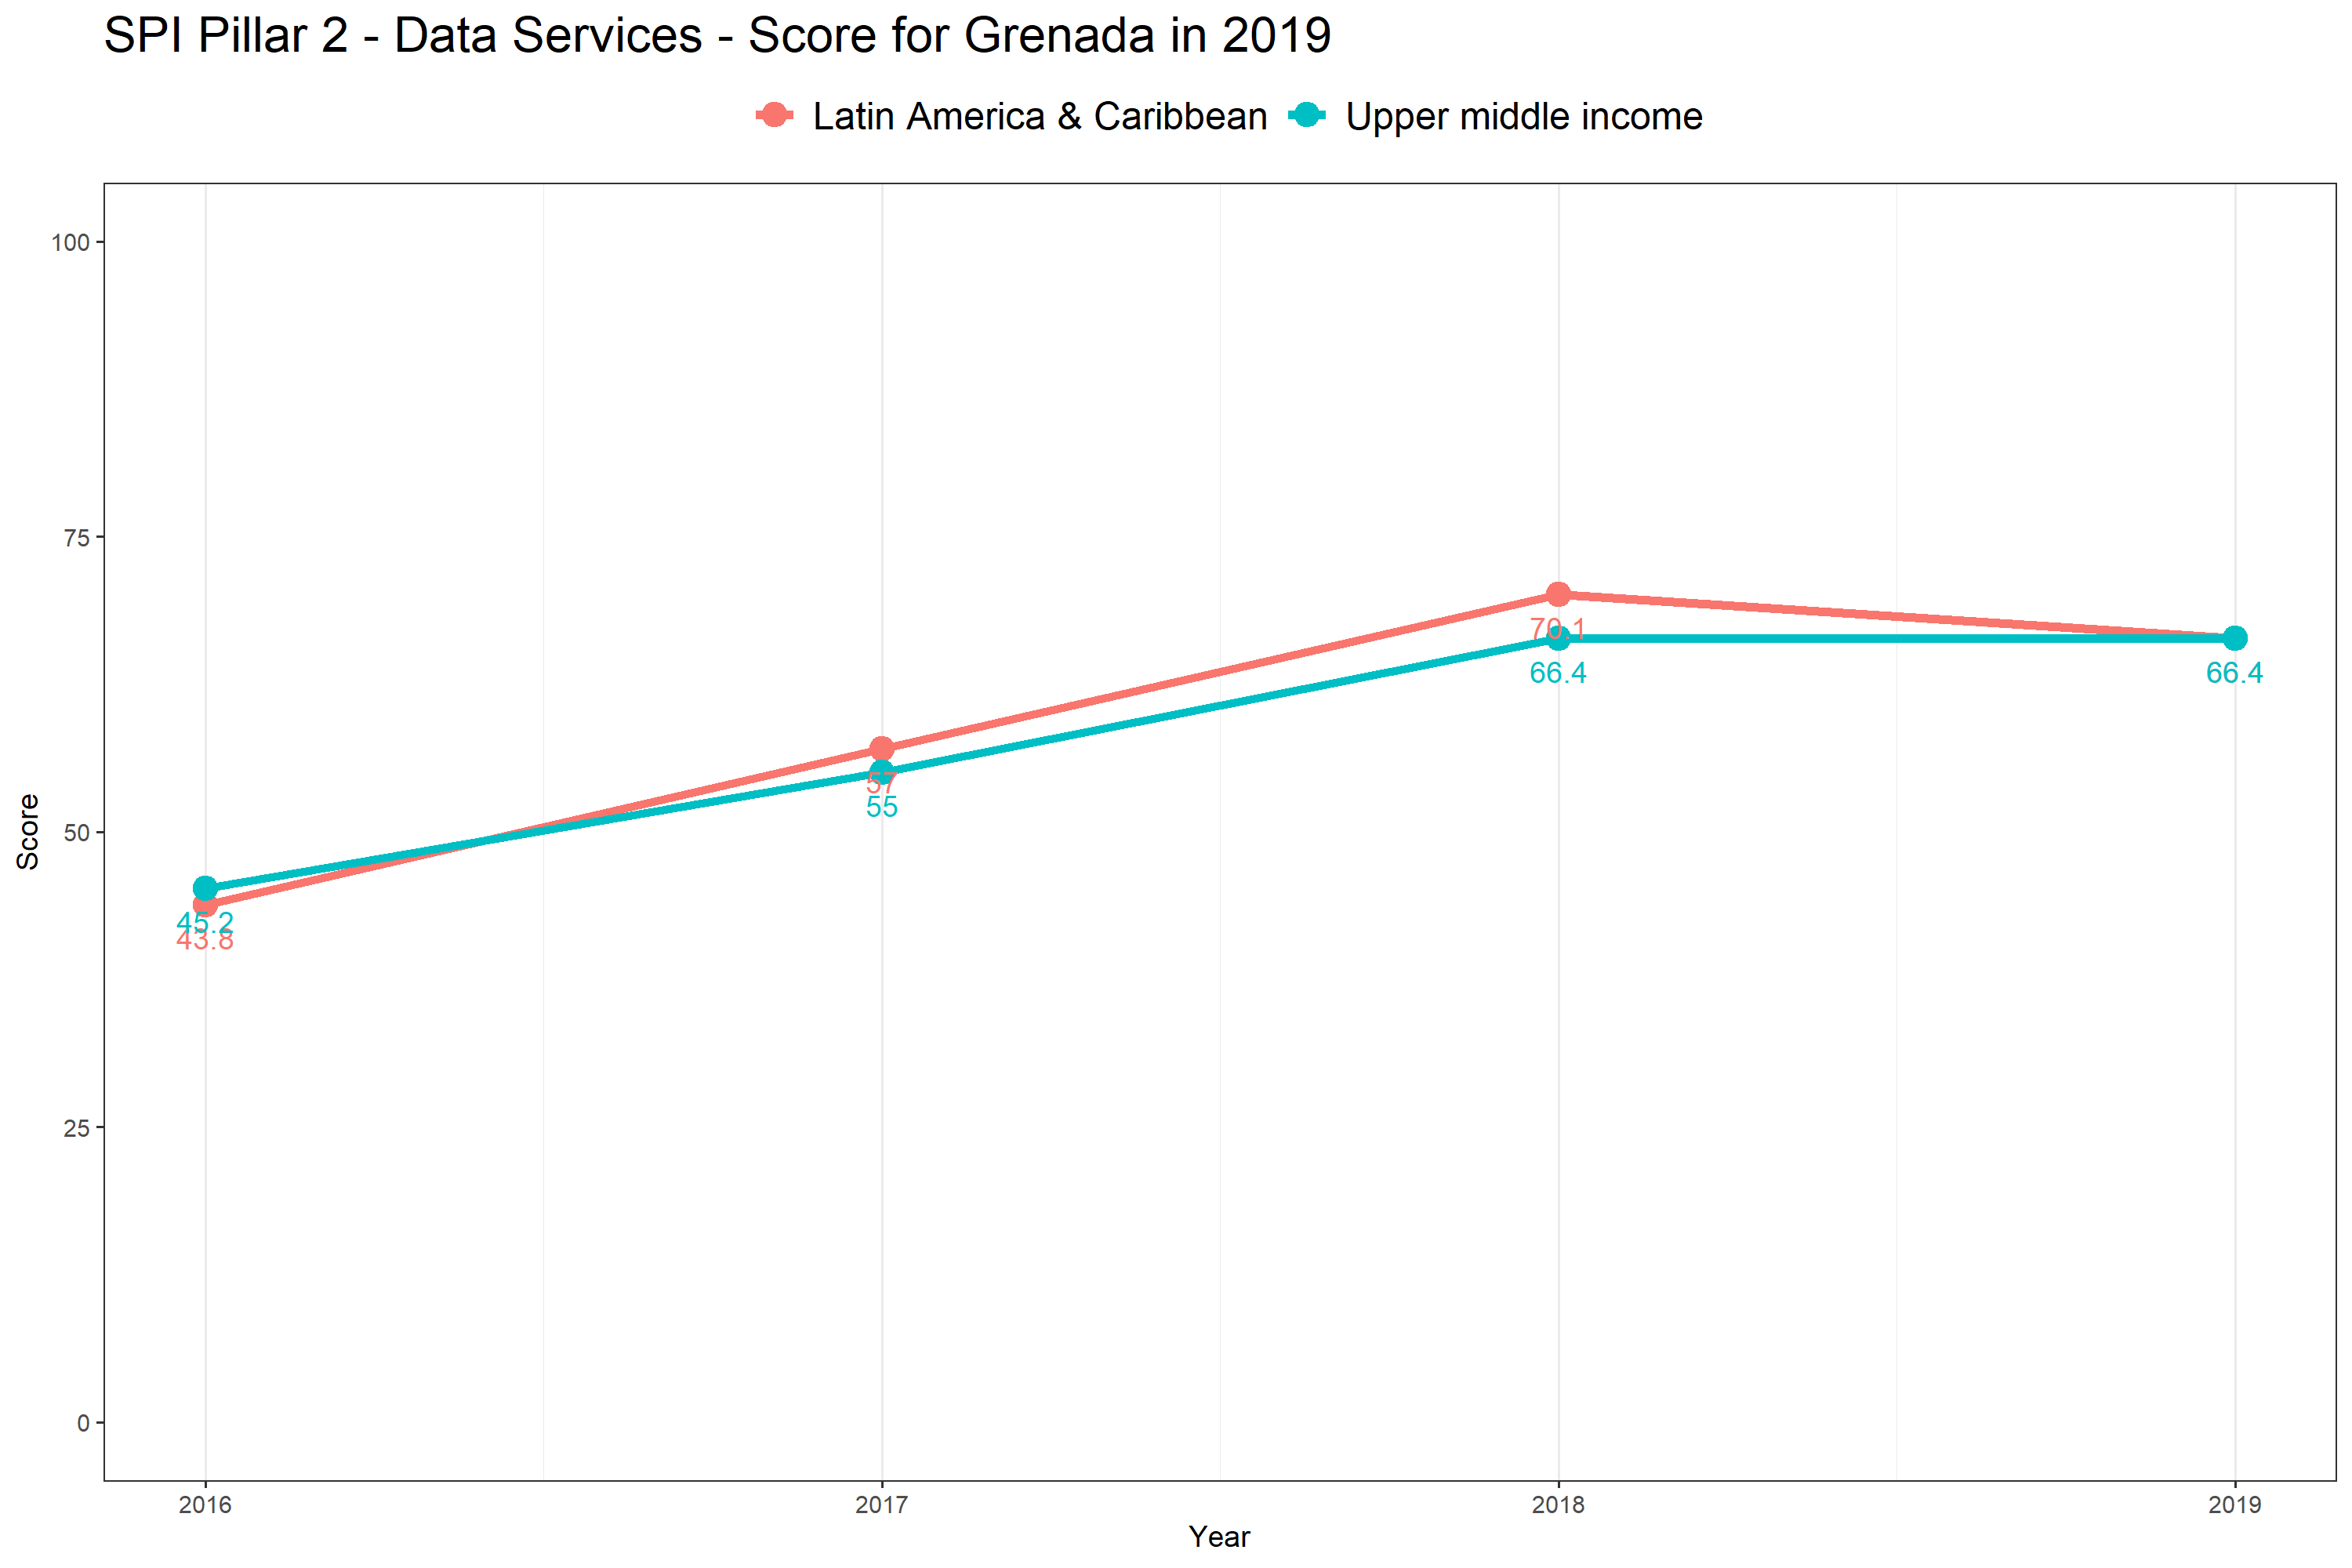 SPI Pillar 2 - Data Services - Score for Grenada in 2019
Latin America & Caribbean Upper middle income
100
75
50
25
0
Score
45.2
43.8
57
55
70.1
66.4
66.4
2016 2017 2018 2019
Year